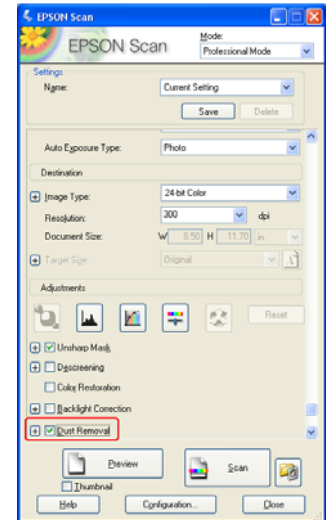 EPSON Scan
EPSON Scan
Mode:
Professional Mode
Settings
Name:
Current Setting
Save
Delete
Auto Exposure Type:
Photo
Destination
Image Type:
24-bit Color
Resolution:
300
dpi
Document Size:
W 8.50 H 11.70 in.
Target Size
Original
Adjustments
Reset
Unsharp Mask
Descreening
Color Restoration
Backlight Correction
Dust Removal
Preview
Scan
Thumbnail
Help
Configuration...
Close